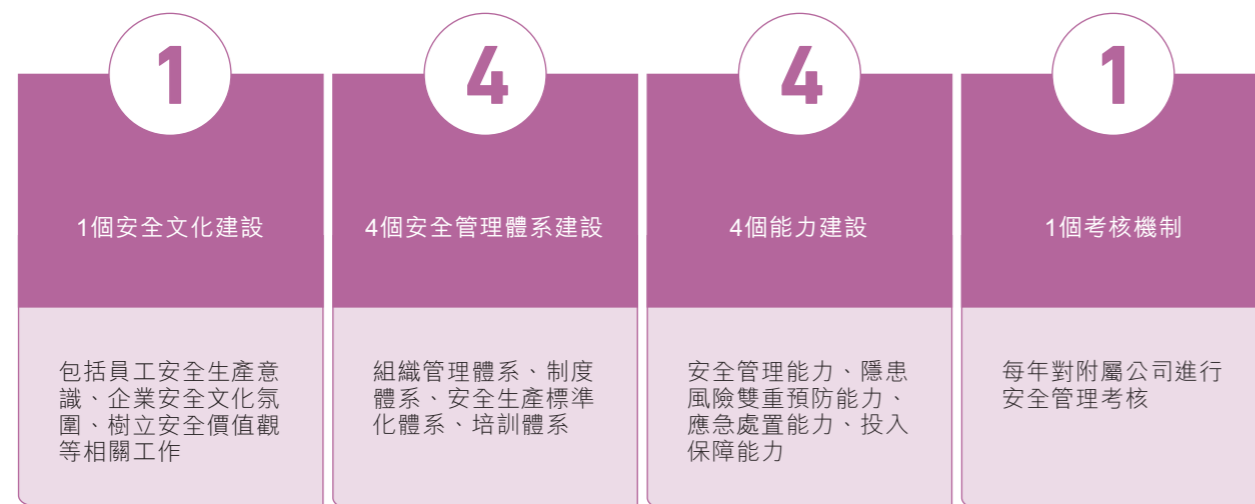 1
1個安全文化建設
包括員工安全生產意
識、企業安全文化氛
圍、樹立安全價值觀
等相關工作
4
4個安全管理體系建設
組織管理體系、制度
體系、安全生產標準
化體系、培訓體系
4
4個能力建設
安全管理能力、隱患
風險雙重預防能力、
應急處置能力、投入
保障能力
1
1個考核機制
每年對附屬公司進行
安全管理考核